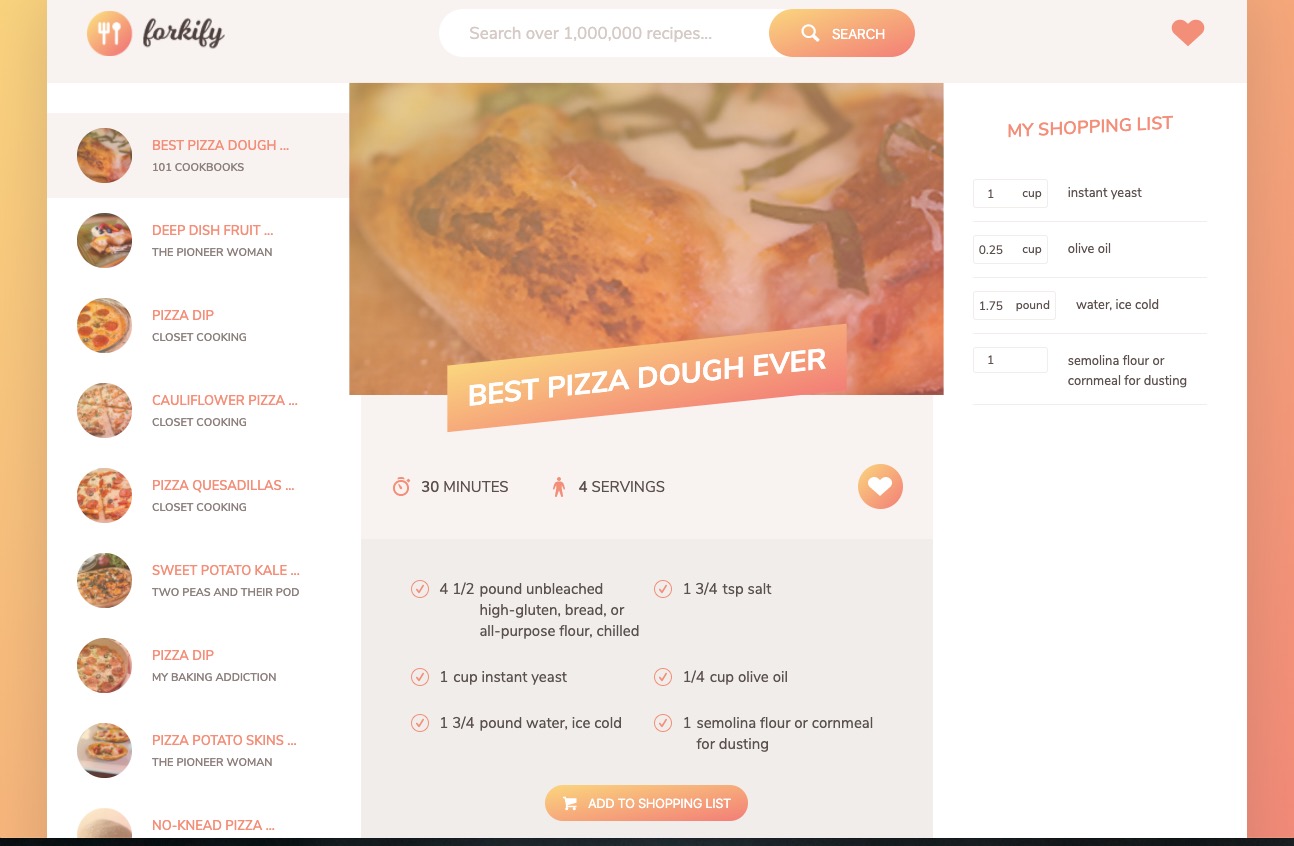 forkify
Search over 1,000,000 recipes...
SEARCH
BEST PIZZA DOUGH ...
101 COOKBOOKS
DEEP DISH FRUIT ...
THE PIONEER WOMAN
PIZZA DIP
CLOSET COOKING
CAULIFLOWER PIZZA ...
CLOSET COOKING
PIZZA QUESADILLAS ...
CLOSET COOKING
SWEET POTATO KALE ...
TWO PEAS AND THEIR POD
PIZZA DIP
MY BAKING ADDICTION
PIZZA POTATO SKINS ...
THE PIONEER WOMAN
NO-KNEAD PIZZA ...
BEST PIZZA DOUGH EVER
30 MINUTES
4 SERVINGS
4 1/2 pound unbleached
high-gluten, bread, or
all-purpose flour, chilled
1 3/4 tsp salt
1 cup instant yeast
1/4 cup olive oil
1 3/4 pound water, ice cold
1 semolina flour or cornmeal
for dusting
ADD TO SHOPPING LIST
MY SHOPPING LIST
1 cup instant yeast
0.25 cup olive oil
1.75 pound water, ice cold
1 semolina flour or
cornmeal for dusting